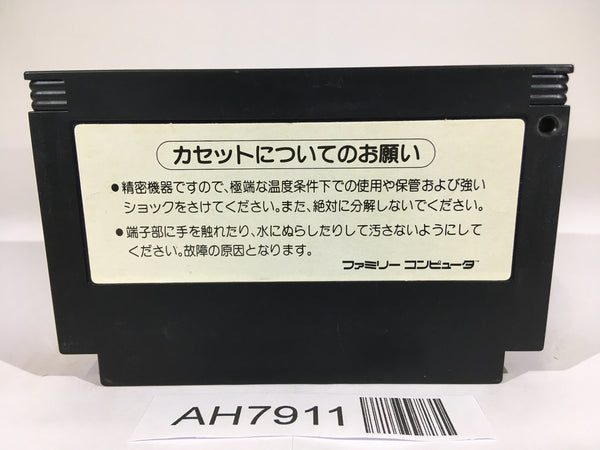 カセットについてのお願い
●精密機器ですので、極端な温度条件下での使用や保管および強い
ショックをさけてください。また、絶対に分解しないでください。
●端子部に手を触れたり、水にぬらしたりして汚さないようにして
ください。故障の原因となります。
ファミリー コンピュータ™
AH7911